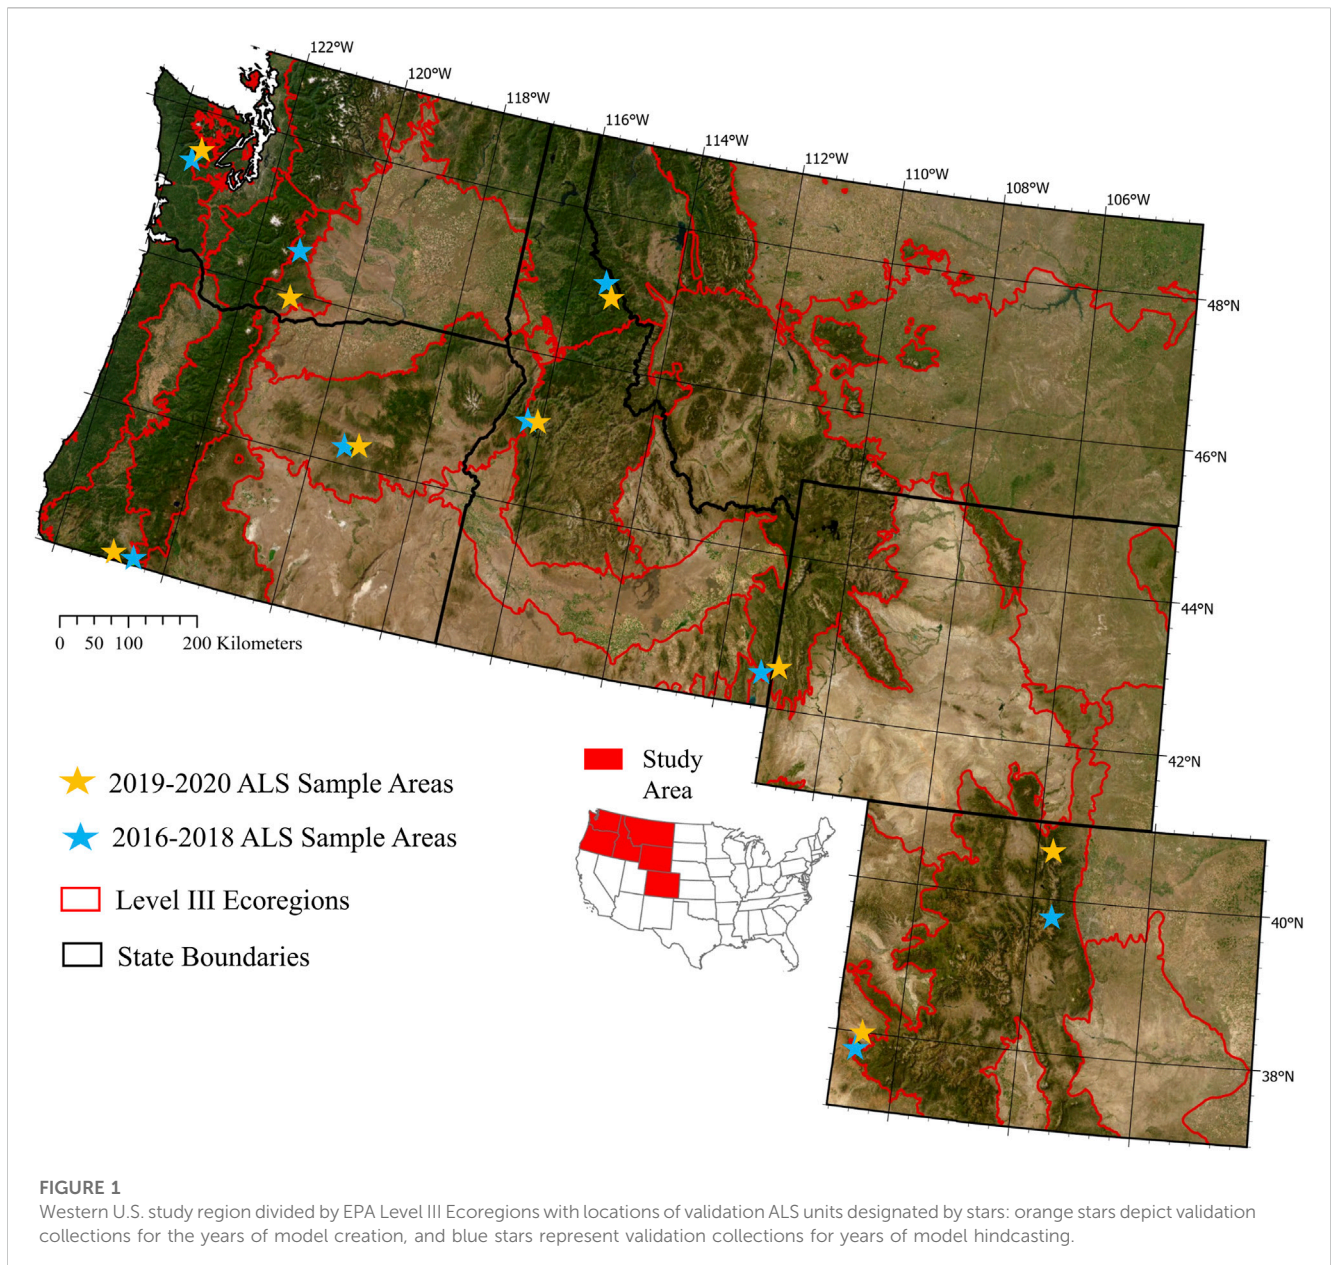 122°W
120°W
118°W
116°W
114°W
112°W
110°W
108°W
106°W
48°N
46°N
44°N
42°N
40°N
38°N
0 50 100 200 Kilometers
2019-2020 ALS Sample Areas
2016-2018 ALS Sample Areas
Level III Ecoregions
State Boundaries
Study
Area
FIGURE 1
Western U.S. study region divided by EPA Level III Ecoregions with locations of validation ALS units designated by stars: orange stars depict validation
collections for the years of model creation, and blue stars represent validation collections for years of model hindcasting.